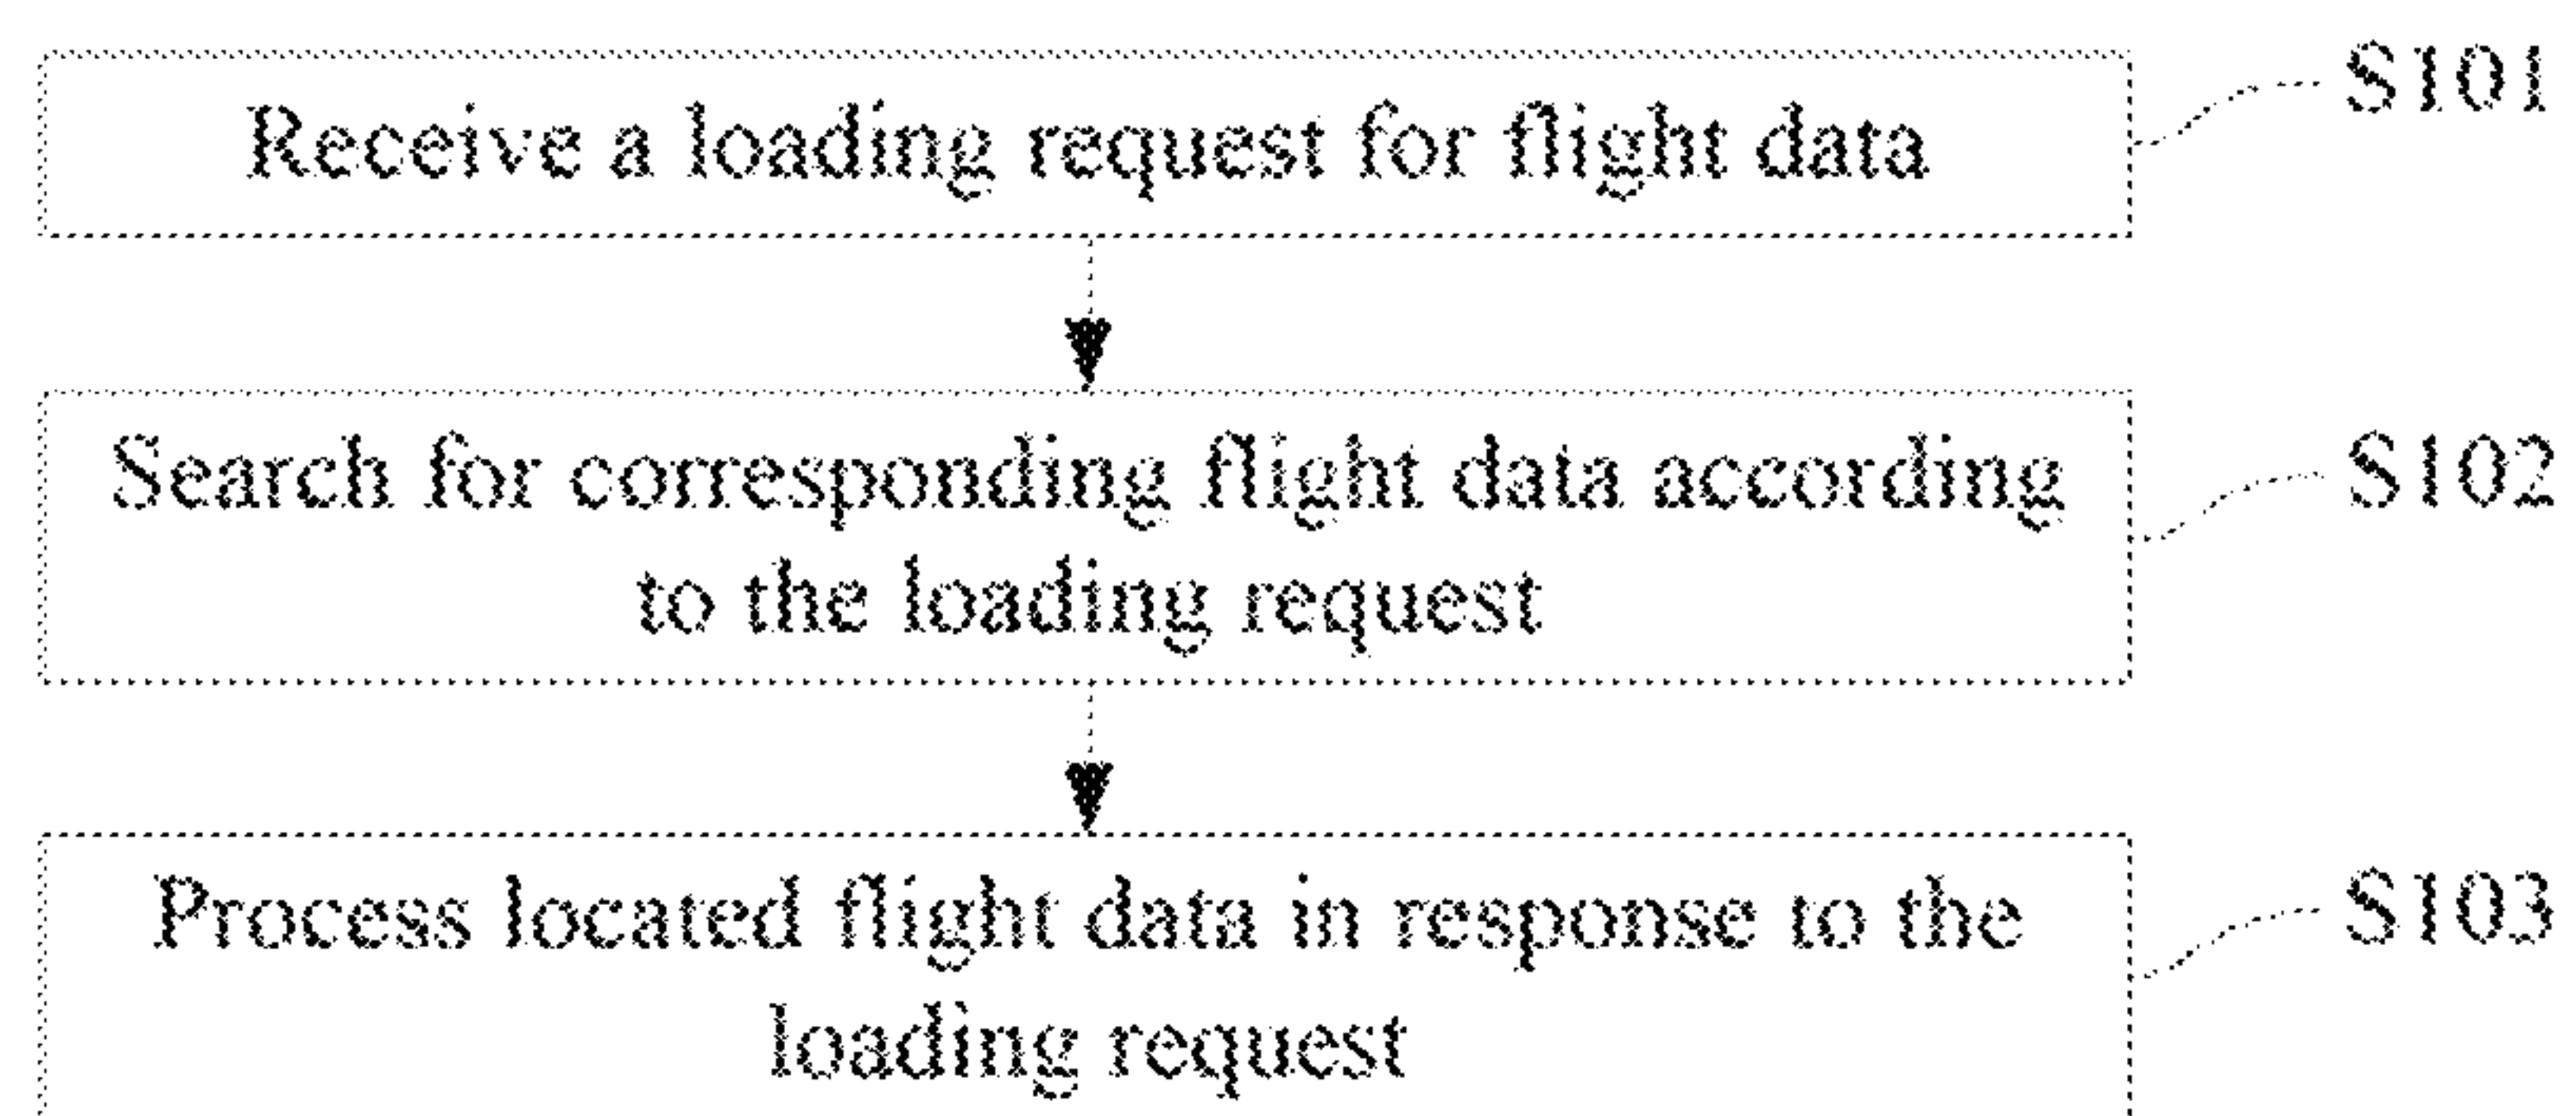 Receive a loading request for flight data
S101
Search for corresponding flight data according
to the loading request
S102
Process located flight data in response to the
loading request
S103